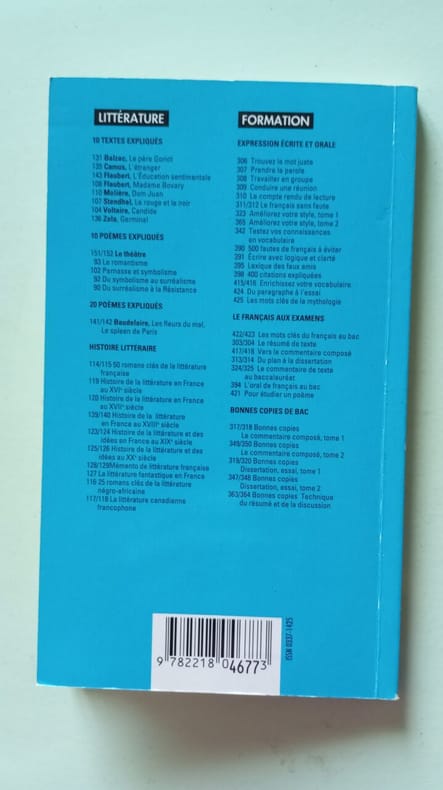 LITTÉRATURE
10 TEXTES EXPLIQUÉS
131 Balzac, Le père Goriot
135 Camus, L'étranger
143 Flaubert, L'Éducation sentimentale
108 Flaubert, Madame Bovary
110 Molière, Dom Juan
107 Stendhal, Le rouge et le noir
104 Voltaire, Candide
136 Zola, Germinal
10 POÈMES EXPLIQUÉS
151/152 Le théâtre
93 Le romantisme
102 Parnasse et symbolisme
92 Du symbolisme au surréalisme
90 Du surréalisme à la Résistance
20 POÈMES EXPLIQUÉS
141/142 Baudelaire, Les fleurs du mal,
Le spleen de Paris
HISTOIRE LITTÉRAIRE
114/115 50 romans clés de la littérature
française
119 Histoire de la littérature en France
au XVIe siècle
120 Histoire de la littérature en France
au XVIIe siècle
139/140 Histoire de la littérature
en France au XVIIIe siècle
123/124 Histoire de la littérature et des
idées en France au XIXe siècle
125/126 Histoire de la littérature et des
idées au XXe siècle
128/129 Mémento de littérature française
127 La littérature fantastique en France
116 25 romans clés de la littérature
négro-africaine
117/118 La littérature canadienne
francophone
FORMATION
EXPRESSION ÉCRITE ET ORALE
306 Trouvez le mot juste
307 Prendre la parole
308 Travailler en groupe
309 Conduire une réunion
310 Le compte rendu de lecture
311/312 Le français sans faute
323 Améliorez votre style, tome 1
365 Améliorez votre style, tome 2
342 Testez vos connaissances
en vocabulaire
390 500 fautes de français à éviter
391 Écrire avec logique et clarté
395 Lexique des faux amis
398 400 citations expliquées
415/416 Enrichissez votre vocabulaire
424 Du paragraphe à l'essai
425 Les mots clés de la mythologie
LE FRANÇAIS AUX EXAMENS
422/423 Les mots clés du français au bac
303/304 Le résumé de texte
417/418 Vers le commentaire composé
313/314 Du plan à la dissertation
324/325 Le commentaire de texte
au baccalauréat
394 L'oral de français au bac
421 Pour étudier un poème
BONNES COPIES DE BAC
317/318 Bonnes copies
Le commentaire composé, tome 1
349/350 Bonnes copies
Le commentaire composé, tome 2
319/320 Bonnes copies
Dissertation, essai, tome 1
347/348 Bonnes copies
Dissertation, essai, tome 2
363/364 Bonnes copies Technique
du résumé et de la discussion
9 782218 046773
ISSN 0337-1425